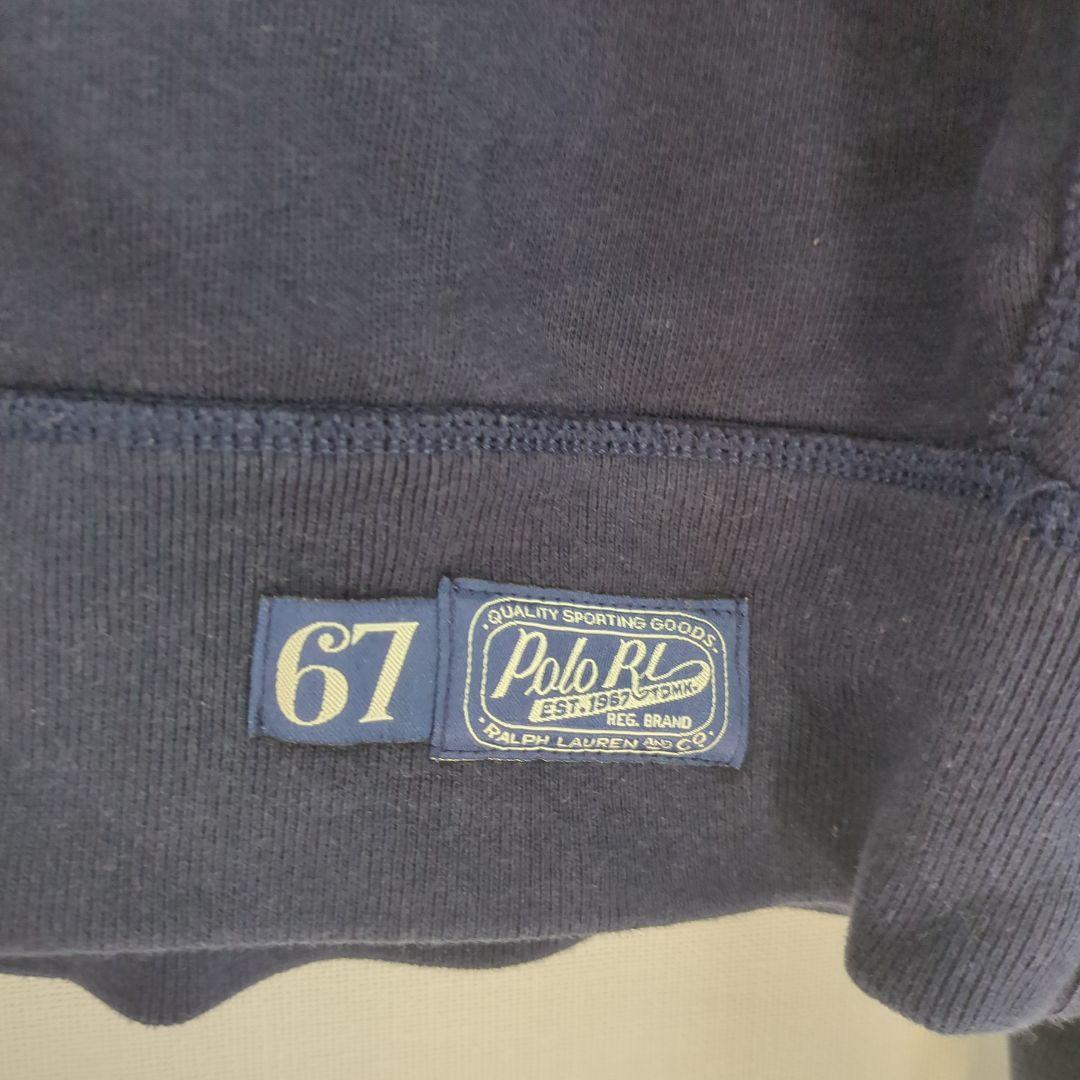 67
·QUALITY SPORTING GOODS·
Polo RL
EST. 1967 TDMK.
REG. BRAND
·RALPH LAUREN AND CO.